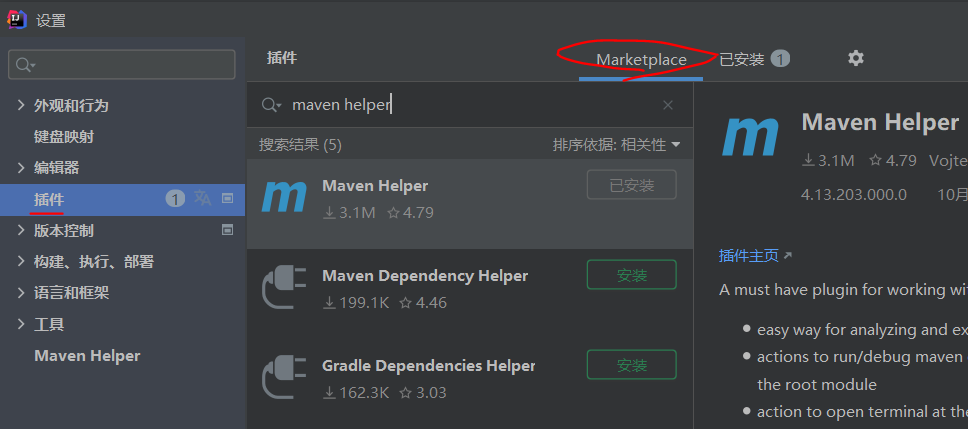 设置
外观和行为
键盘映射
编辑器
插件 1
版本控制
构建、执行、部署
语言和框架
工具
Maven Helper
插件 Marketplace 已安装 1
maven helper
搜索结果 (5) 排序依据: 相关性
Maven Helper 已安装
3.1M 4.79
Maven Dependency Helper 安装
199.1K 4.46
Gradle Dependencies Helper 安装
162.3K 3.03
Maven Helper
3.1M 4.79 Vojte
4.13.203.000.0 10月
插件主页
A must have plugin for working wit
easy way for analyzing and ex
actions to run/debug maven
the root module
action to open terminal at the